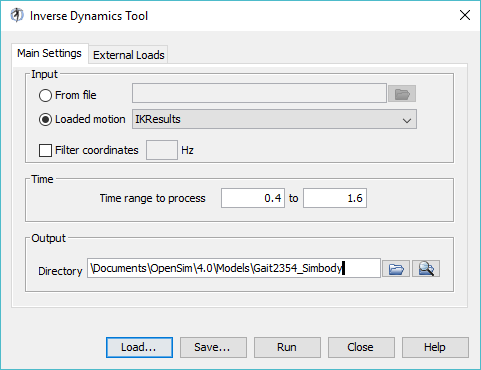 Inverse Dynamics Tool
Main Settings External Loads
Input
From file
Loaded motion IKResults
Filter coordinates Hz
Time
Time range to process 0.4 to 1.6
Output
Directory \Documents\OpenSim\4.0\Models\Gait2354_Simbody
Load... Save... Run Close Help